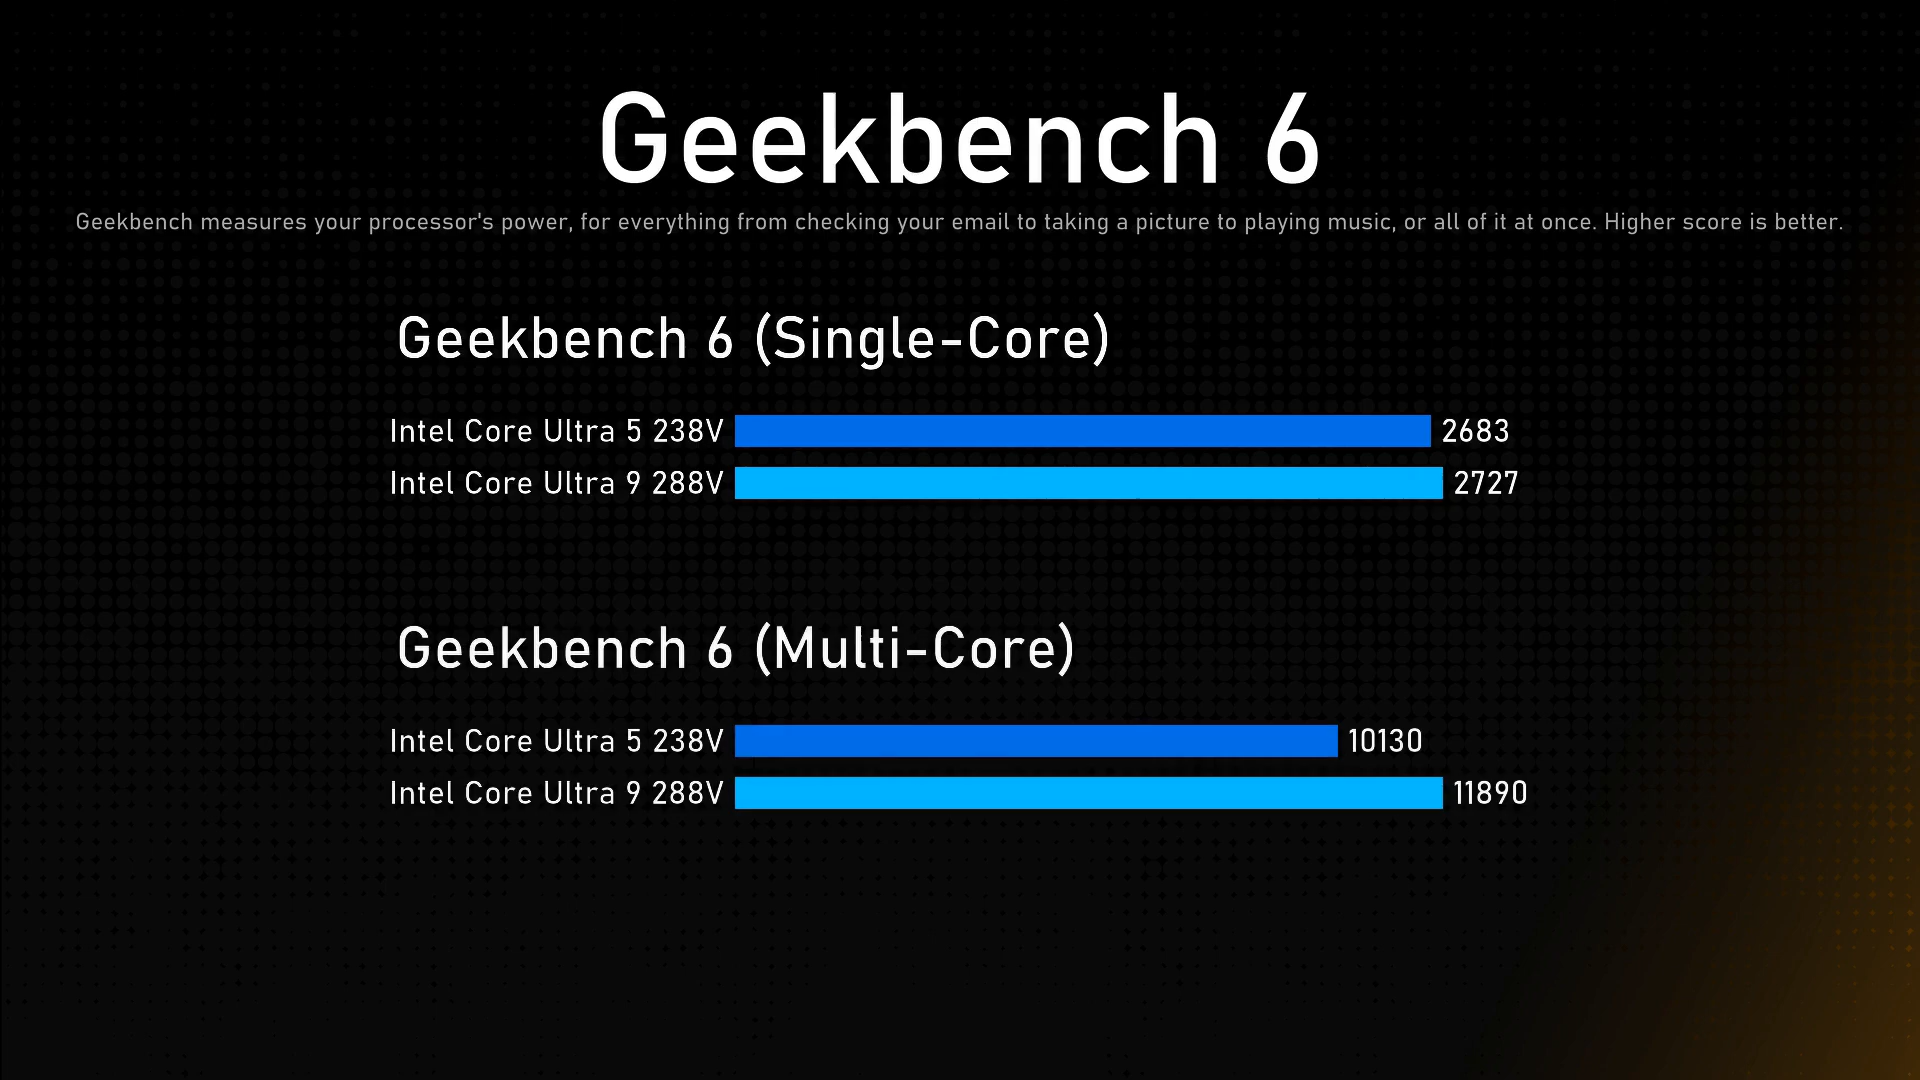 Geekbench 6
Geekbench measures your processor's power, for everything from checking your email to taking a picture to playing music, or all of it at once. Higher score is better.
Geekbench 6 (Single-Core)
Intel Core Ultra 5 238V 2683
Intel Core Ultra 9 288V 2727
Geekbench 6 (Multi-Core)
Intel Core Ultra 5 238V 10130
Intel Core Ultra 9 288V 11890